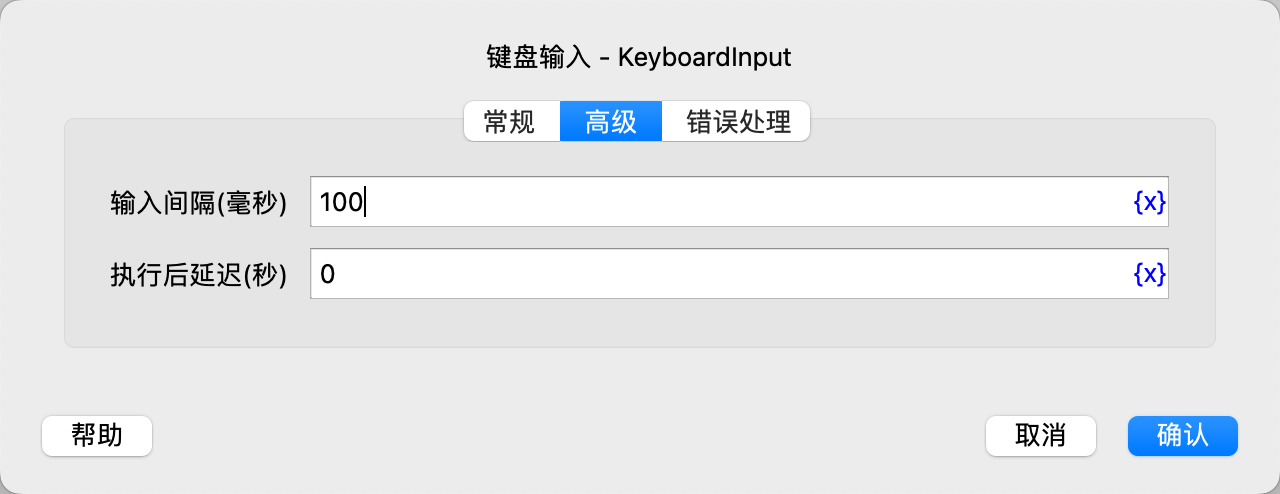 键盘输入 - KeyboardInput
常规 高级 错误处理
输入间隔(毫秒) 100 {x}
执行后延迟(秒) 0 {x}
帮助 取消 确认